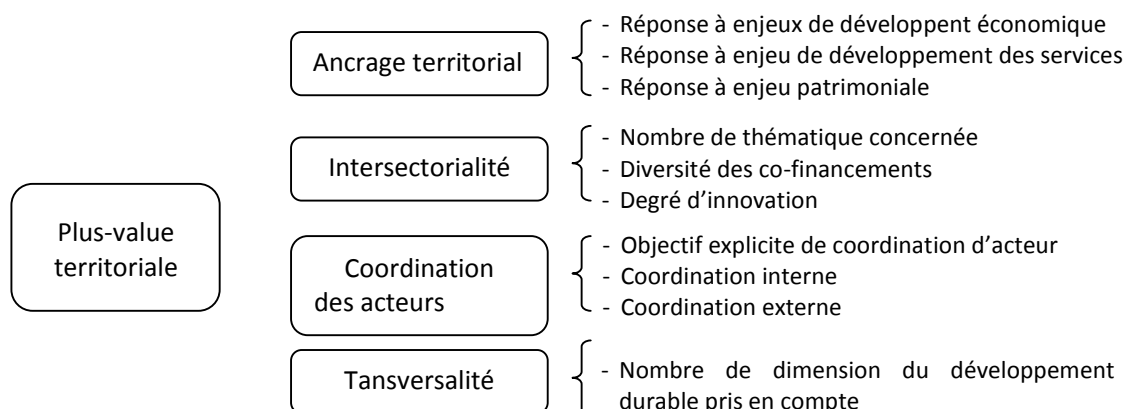 Plus-value
territoriale
Ancrage territorial
- Réponse à enjeux de développent économique
- Réponse à enjeu de développement des services
- Réponse à enjeu patrimoniale
Intersectorialité
- Nombre de thématique concernée
- Diversité des co-financements
- Degré d’innovation
Coordination
des acteurs
- Objectif explicite de coordination d’acteur
- Coordination interne
- Coordination externe
Tansversalité
- Nombre de dimension du développement
durable pris en compte